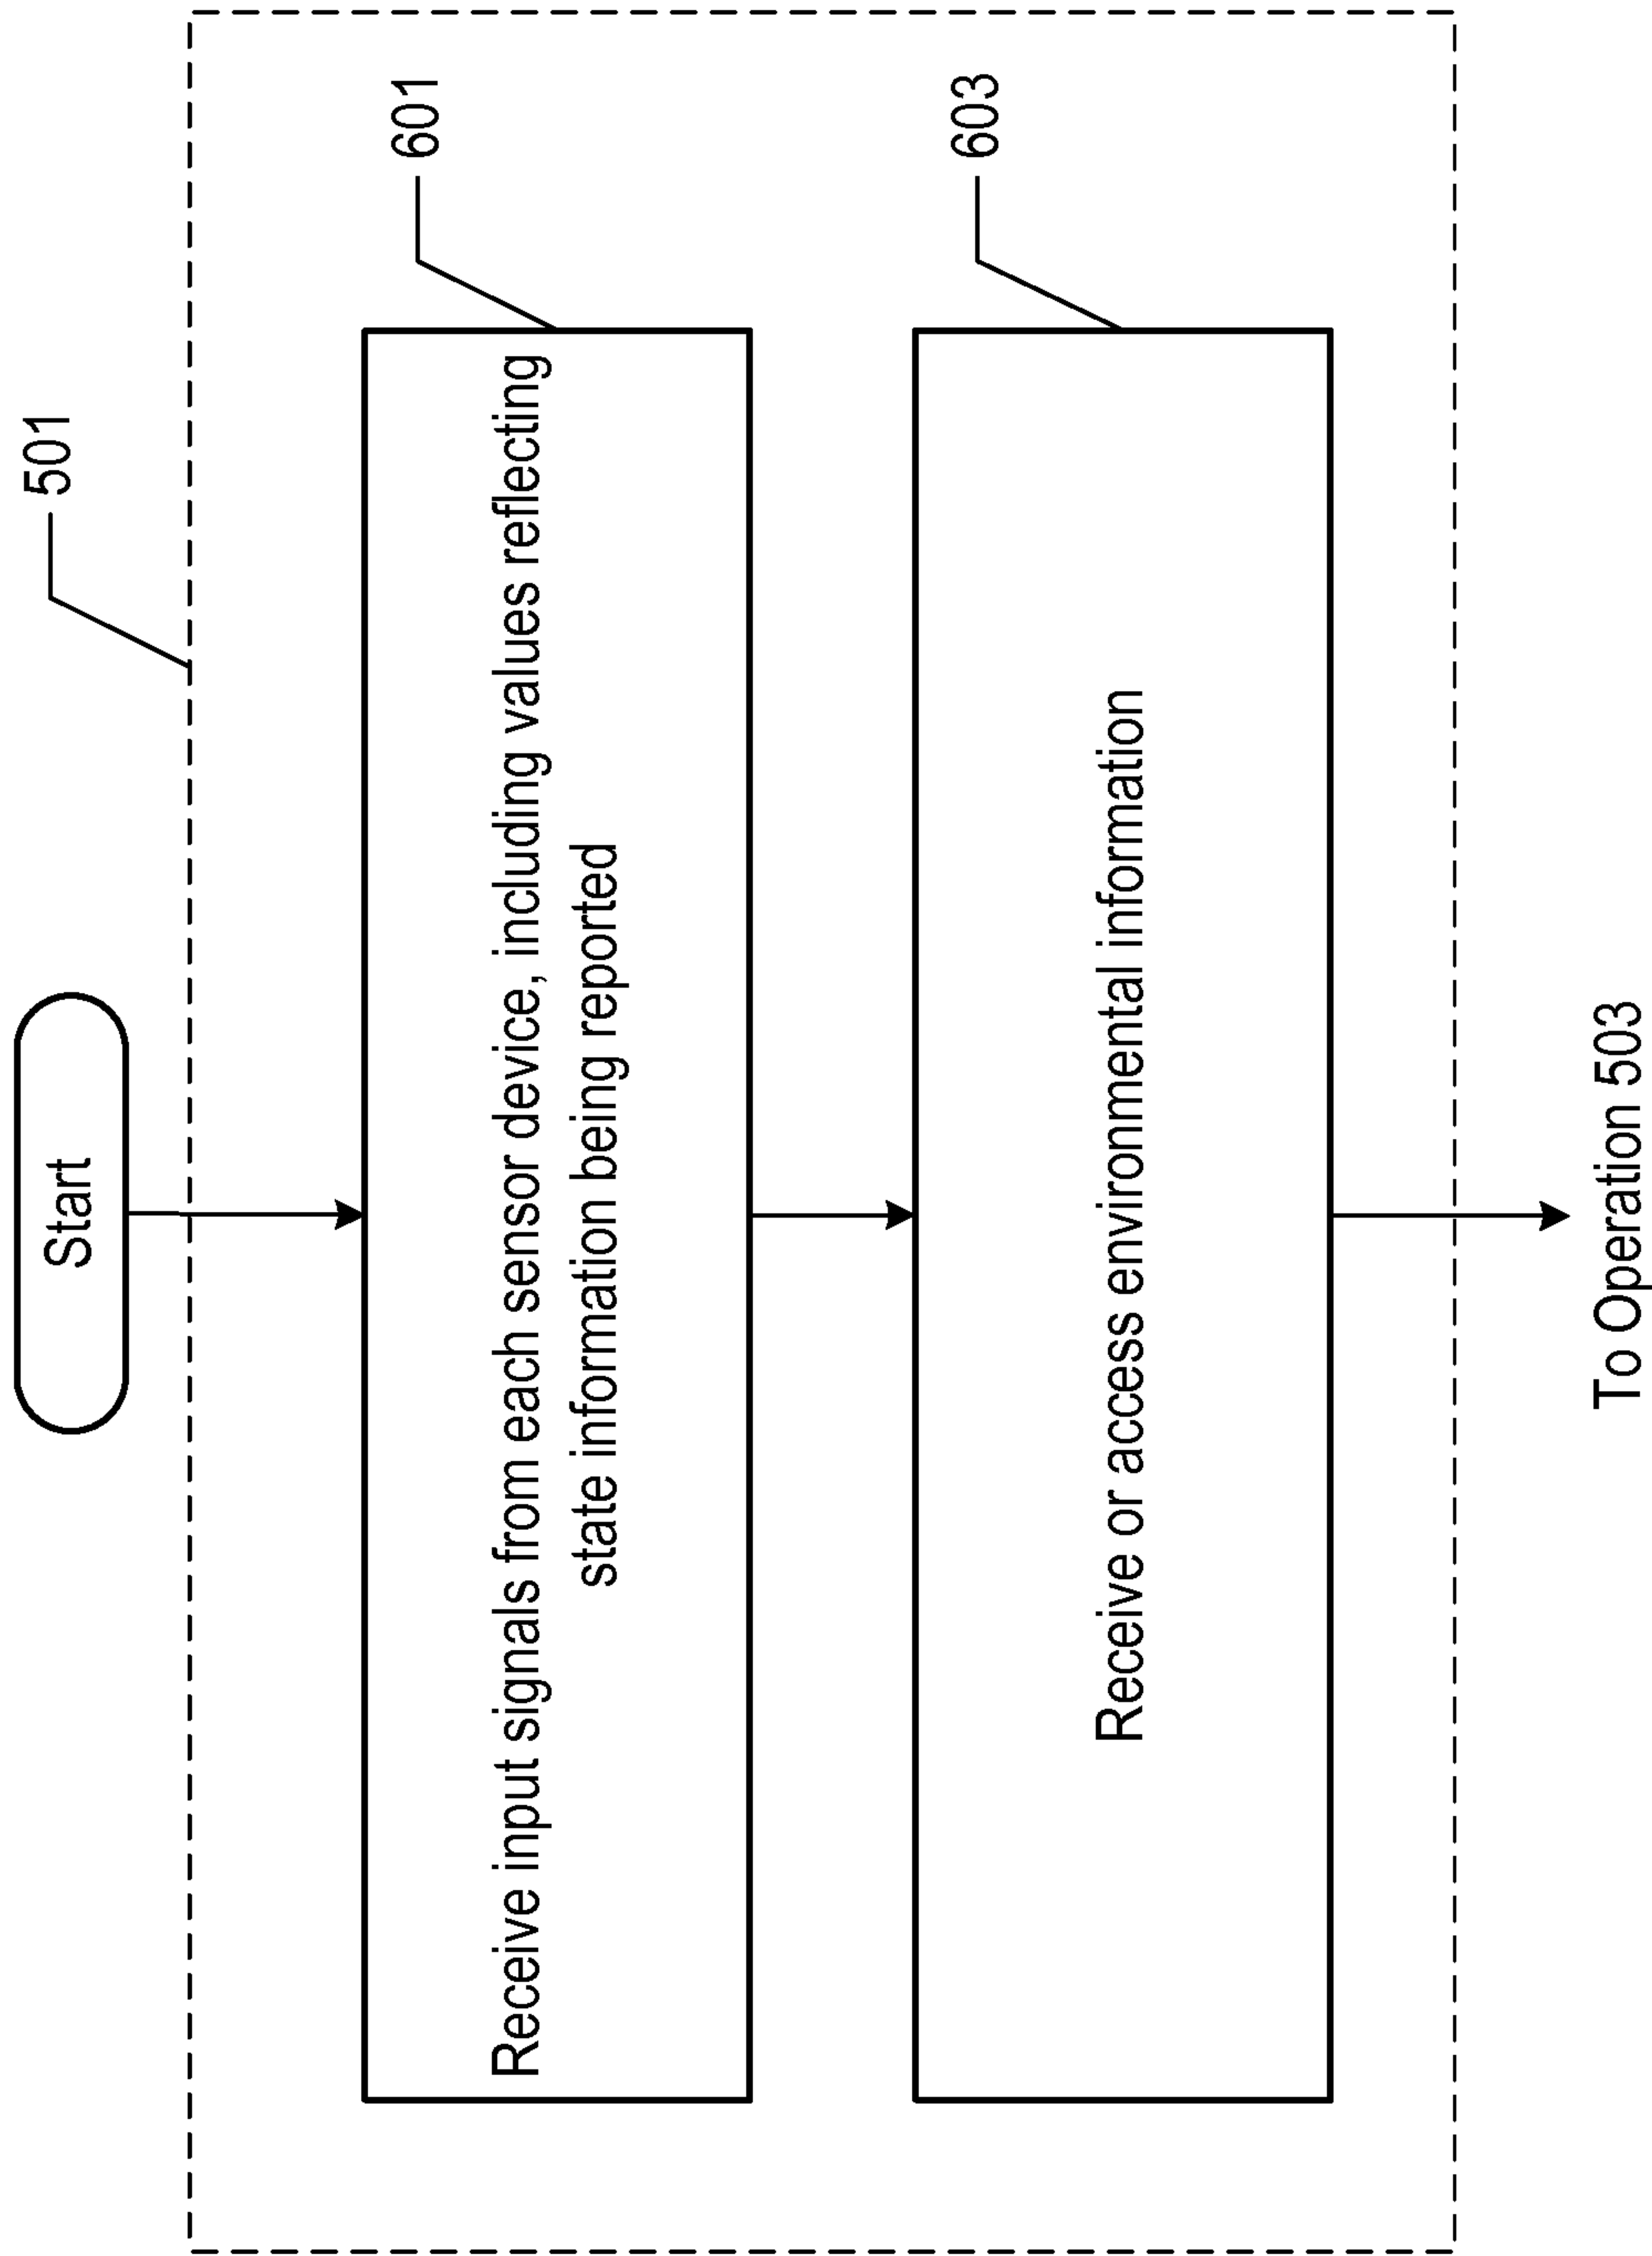 Start
501
601
Receive input signals from each sensor device, including values reflecting
state information being reported
603
Receive or access environmental information
To Operation 503